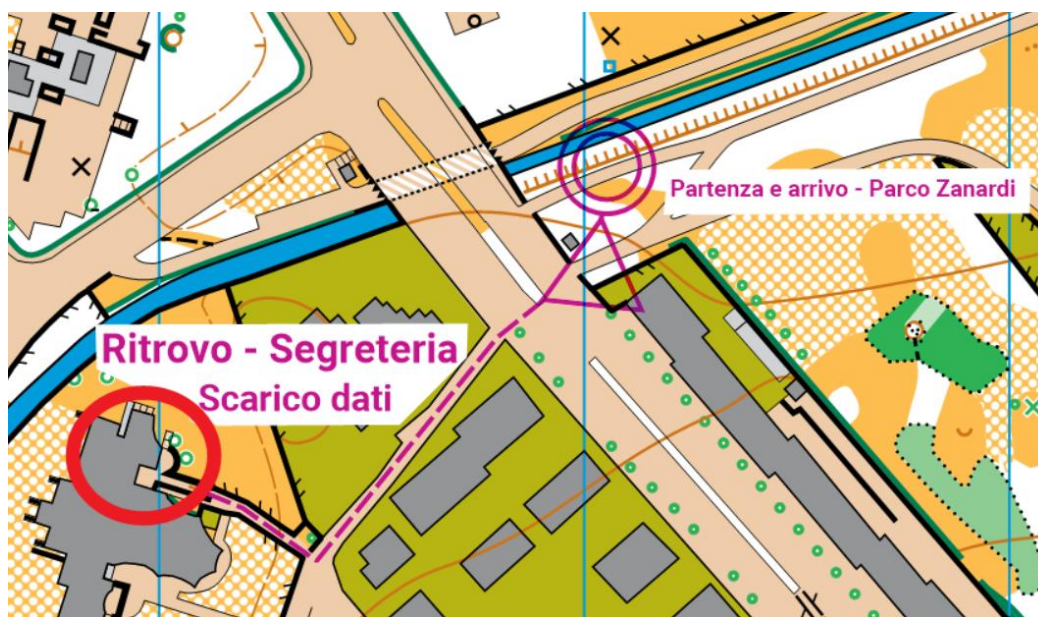 Partenza e arrivo - Parco Zanardi
Ritrovo - Segreteria
Scarico dati